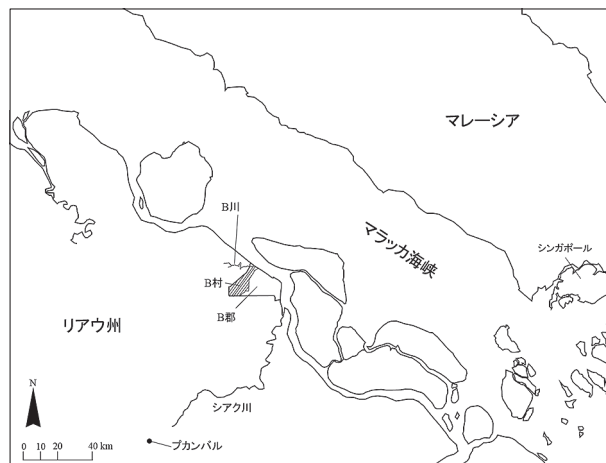 マレーシア
マラッカ海峡
シンガポール
B川
B村
B郡
リアウ州
シアク川
プカンバル
N
0 10 20 40 km